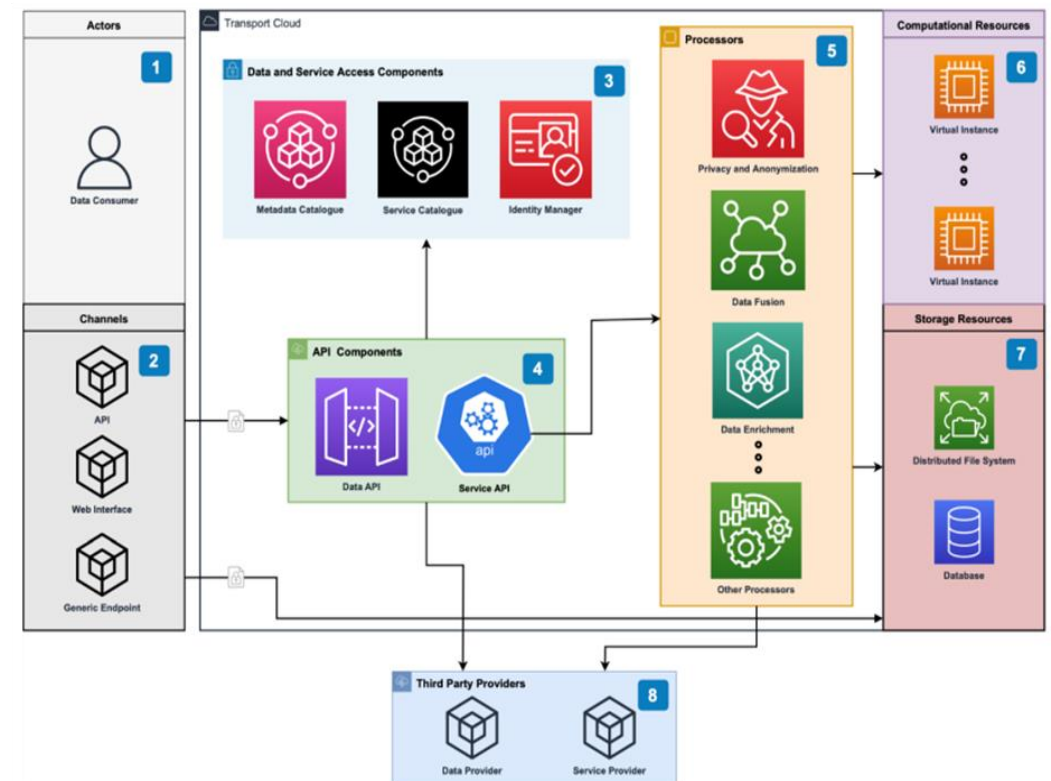 Actors
1
Data Consumer
Channels
2
API
Web Interface
Generic Endpoint
Transport Cloud
Data and Service Access Components
3
Metadata Catalogue
Service Catalogue
Identity Manager
API Components
4
</>
api
Data API
Service API
Processors
5
Privacy and Anonymization
Data Fusion
Data Enrichment
Other Processors
Computational Resources
6
Virtual Instance
Virtual Instance
Storage Resources
7
Distributed File System
Database
Third Party Providers
8
Data Provider
Service Provider